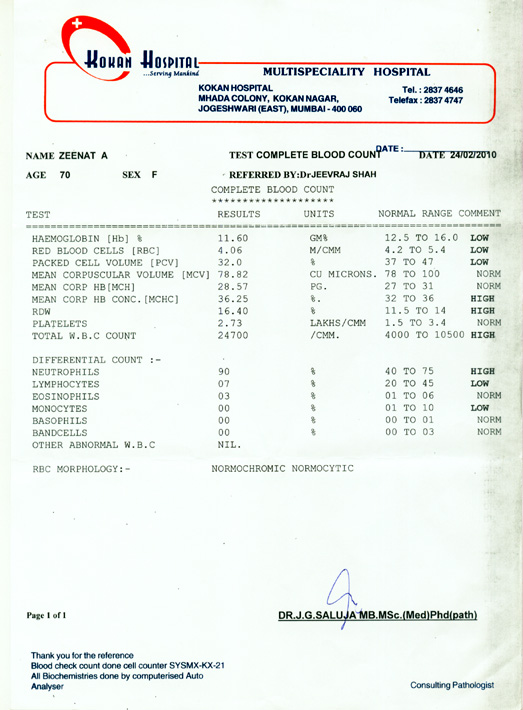 KOKAN HOSPITAL
...Serving Mankind
MULTISPECIALITY HOSPITAL
KOKAN HOSPITAL
MHADA COLONY, KOKAN NAGAR,
JOGESHWARI (EAST), MUMBAI - 400 060
Tel. : 2837 4646
Telefax : 2837 4747
DATE :
NAME ZEENAT A TEST COMPLETE BLOOD COUNT DATE 24/02/2010
AGE 70 SEX F REFERRED BY:DrJEEVRAJ SHAH
COMPLETE BLOOD COUNT
*********************
TEST RESULTS UNITS NORMAL RANGE COMMENT
HAEMOGLOBIN [Hb] % 11.60 GM% 12.5 TO 16.0 LOW
RED BLOOD CELLS [RBC] 4.06 M/CMM 4.2 TO 5.4 LOW
PACKED CELL VOLUME [PCV] 32.0 % 37 TO 47 LOW
MEAN CORPUSCULAR VOLUME [MCV] 78.82 CU MICRONS. 78 TO 100 NORM
MEAN CORP HB[MCH] 28.57 PG. 27 TO 31 NORM
MEAN CORP HB CONC.[MCHC] 36.25 %. 32 TO 36 HIGH
RDW 16.40 % 11.5 TO 14 HIGH
PLATELETS 2.73 LAKHS/CMM 1.5 TO 3.4 NORM
TOTAL W.B.C COUNT 24700 /CMM. 4000 TO 10500 HIGH
DIFFERENTIAL COUNT :-
NEUTROPHILS 90 % 40 TO 75 HIGH
LYMPHOCYTES 07 % 20 TO 45 LOW
EOSINOPHILS 03 % 01 TO 06 NORM
MONOCYTES 00 % 01 TO 10 LOW
BASOPHILS 00 % 00 TO 01 NORM
BANDCELLS 00 % 00 TO 03 NORM
OTHER ABNORMAL W.B.C NIL.
RBC MORPHOLOGY:- NORMOCHROMIC NORMOCYTIC
Page 1 of 1
DR.J.G.SALUJA MB.MSc.(Med)Phd(path)
Thank you for the reference
Blood check count done cell counter SYSMX-KX-21
All Biochemistries done by computerised Auto
Analyser
Consulting Pathologist